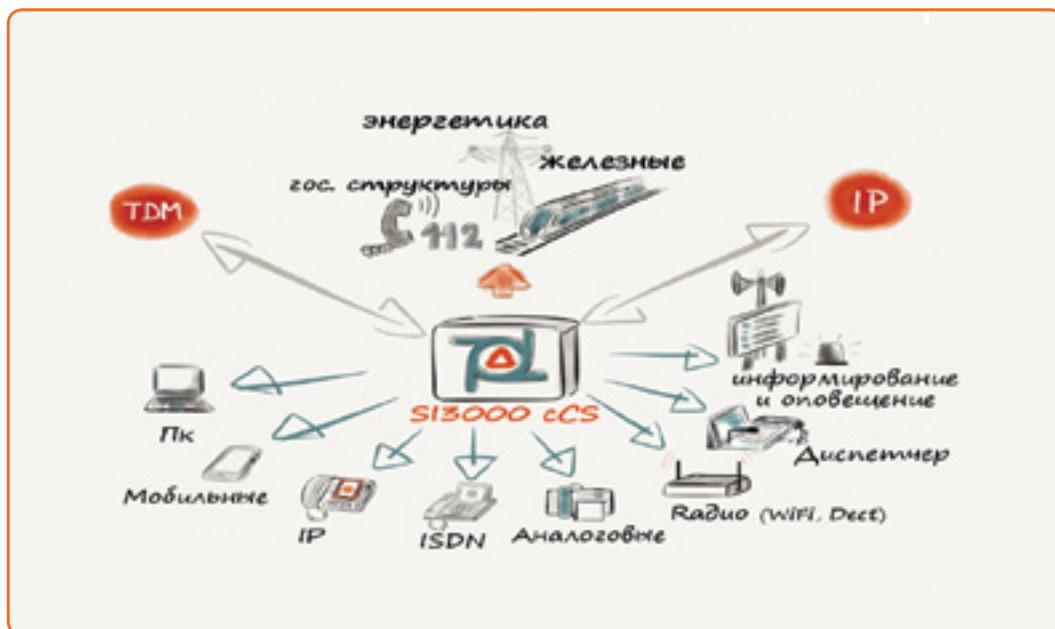 энергетика
железные
гос. структуры
112
TDM
IP
SI3000 cCS
информирование
и оповещение
Пк
Диспетчер
Мобильные
IP
ISDN
Аналоговые
Радио (WiFi, Dect)